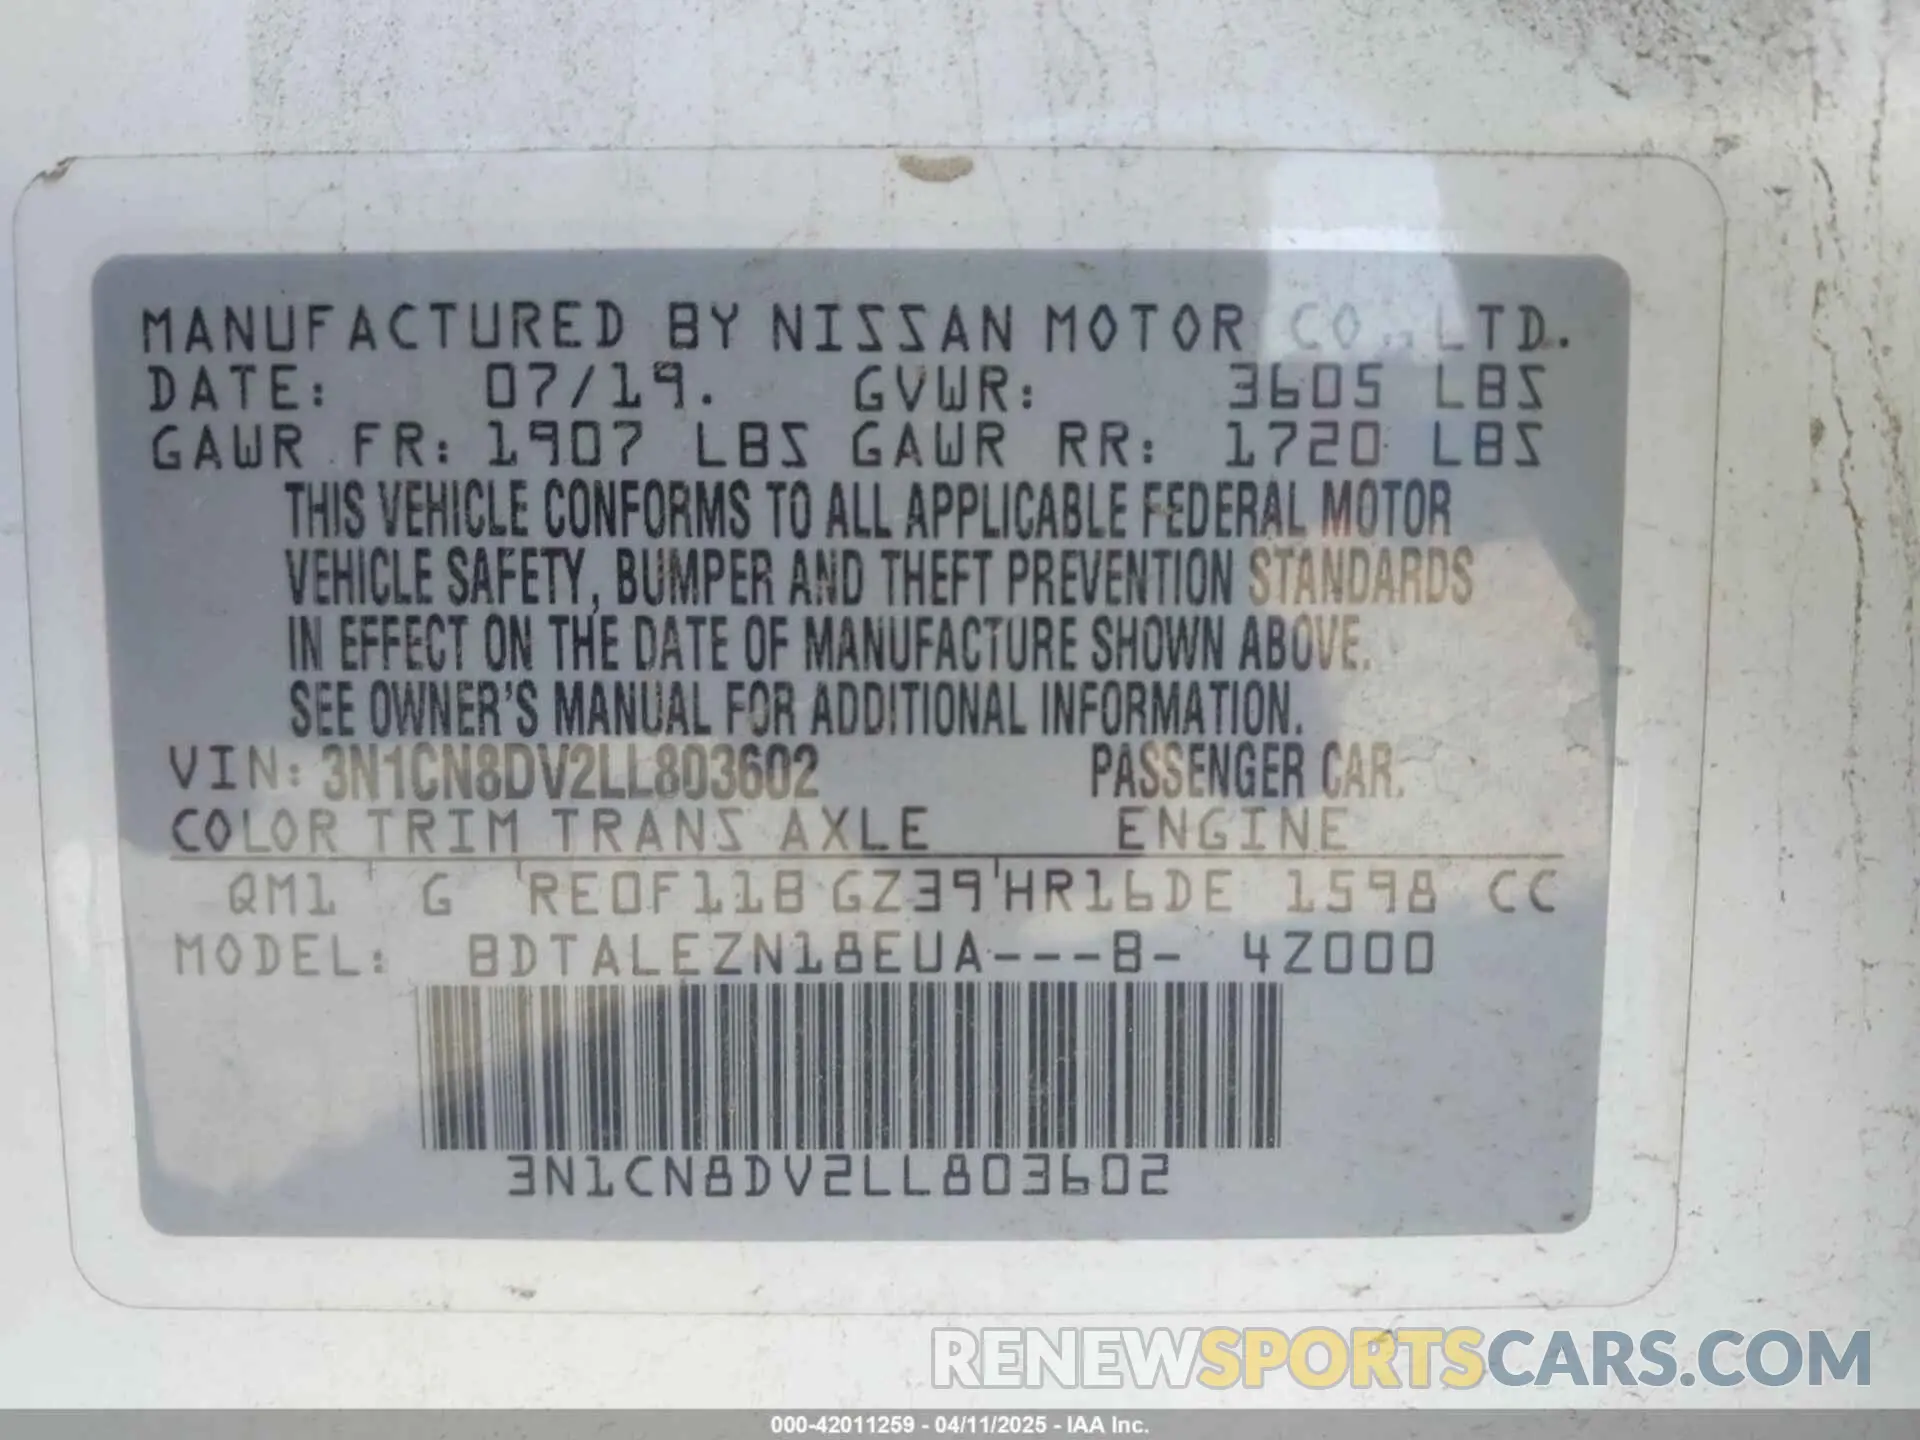 MANUFACTURED BY NISSAN MOTOR CO.,LTD.
DATE: 07/19. GVWR: 3605 LBS
GAWR FR: 1907 LBS GAWR RR: 1720 LBS
THIS VEHICLE CONFORMS TO ALL APPLICABLE FEDERAL MOTOR
VEHICLE SAFETY, BUMPER AND THEFT PREVENTION STANDARDS
IN EFFECT ON THE DATE OF MANUFACTURE SHOWN ABOVE.
SEE OWNER'S MANUAL FOR ADDITIONAL INFORMATION.
VIN: 3N1CN8DV2LL803602 PASSENGER CAR.
COLOR TRIM TRANS AXLE ENGINE
QM1 G RE0F11B GZ39 HR16DE 1598 CC
MODEL: BDTALEZN18EUA---B- 4Z000
3N1CN8DV2LL803602
RENEWSPORTSCARS.COM
000-42011259 - 04/11/2025 - IAA Inc.